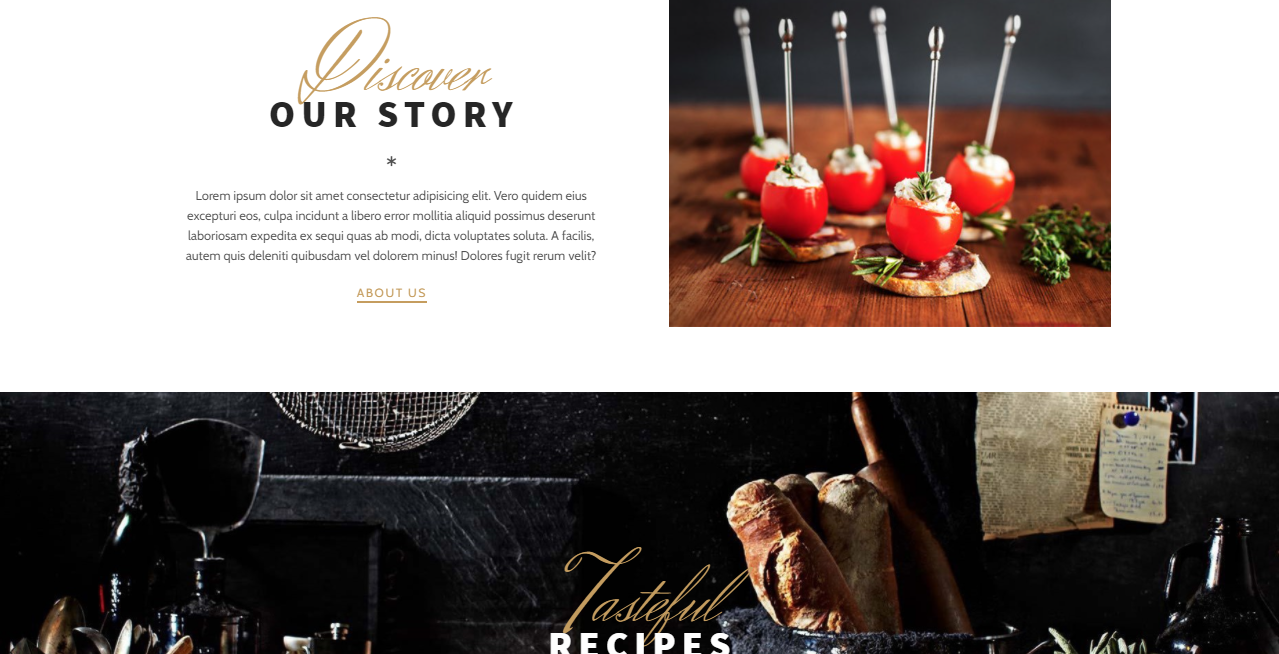 Discover
OUR STORY
*
Lorem ipsum dolor sit amet consectetur adipisicing elit. Vero quidem eius
excepturi eos, culpa incidunt a libero error mollitia aliquid possimus deserunt
laboriosam expedita ex sequi quas ab modi, dicta voluptates soluta. A facilis,
autem quis deleniti quibusdam vel dolorem minus! Dolores fugit rerum velit?
ABOUT US
Tasteful
RECIPES